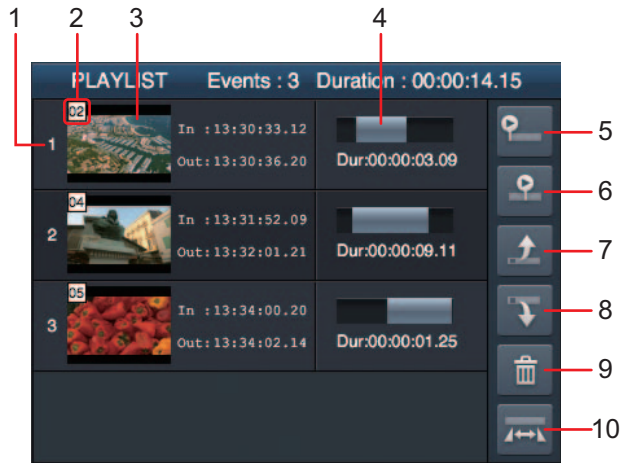 1 2 3 4
PLAYLIST Events : 3 Duration : 00:00:14.15
02
1 In :13:30:33.12
Out:13:30:36.20 Dur:00:00:03.09
5
6
04
2 In :13:31:52.09
Out:13:32:01.21 Dur:00:00:09.11
7
8
05
3 In :13:34:00.20
Out:13:34:02.14 Dur:00:00:01.25
9
10